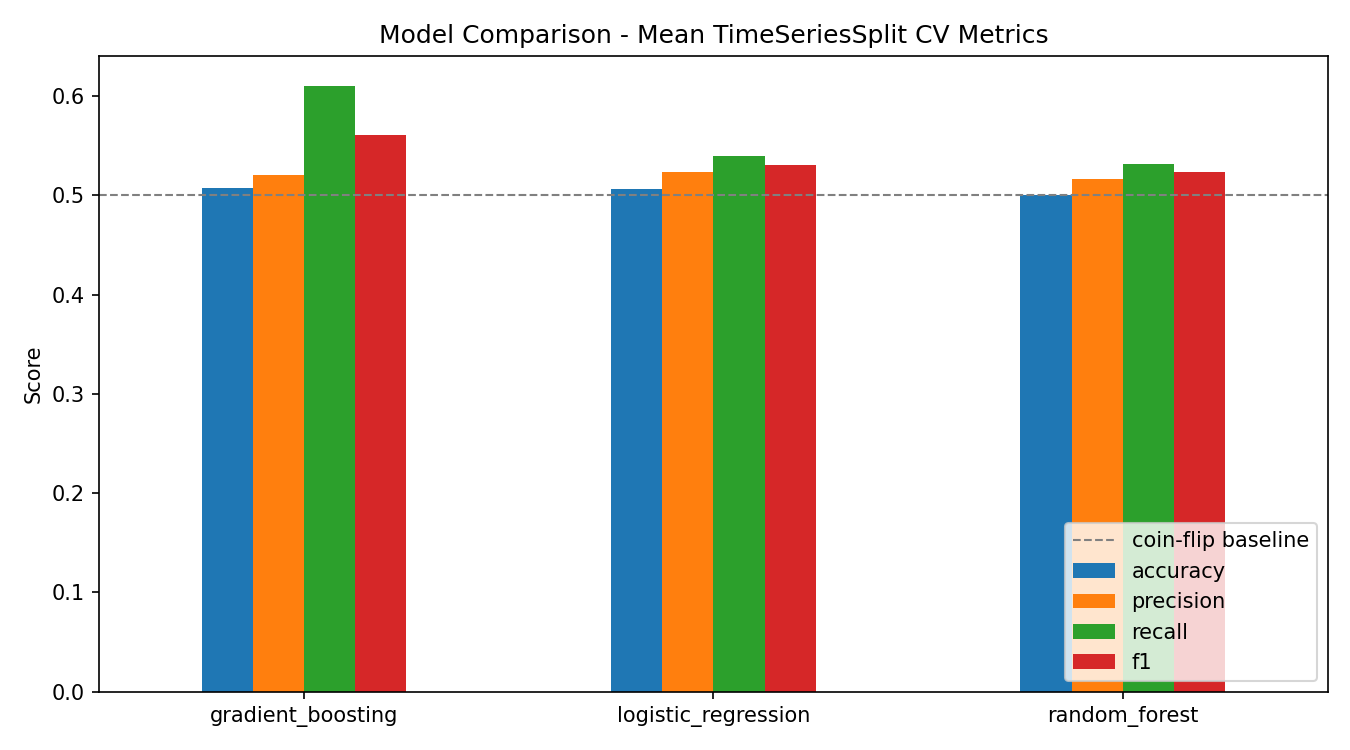 Model Comparison - Mean TimeSeriesSplit CV Metrics
Score
0.6
0.5
0.4
0.3
0.2
0.1
0.0
gradient_boosting
logistic_regression
random_forest
coin-flip baseline
accuracy
precision
recall
f1